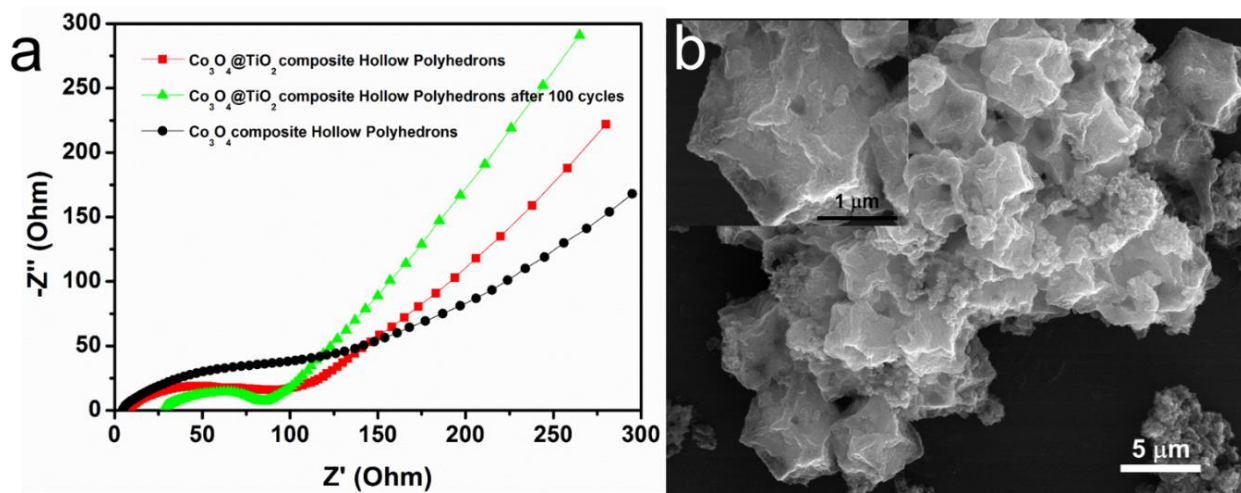 a
300
250
200
150
100
50
0
-Z'' (Ohm)
Co3O4@TiO2 composite Hollow Polyhedrons
Co3O4@TiO2 composite Hollow Polyhedrons after 100 cycles
Co3O4 composite Hollow Polyhedrons
0 50 100 150 200 250 300
Z' (Ohm)
b
1 μm
5 μm